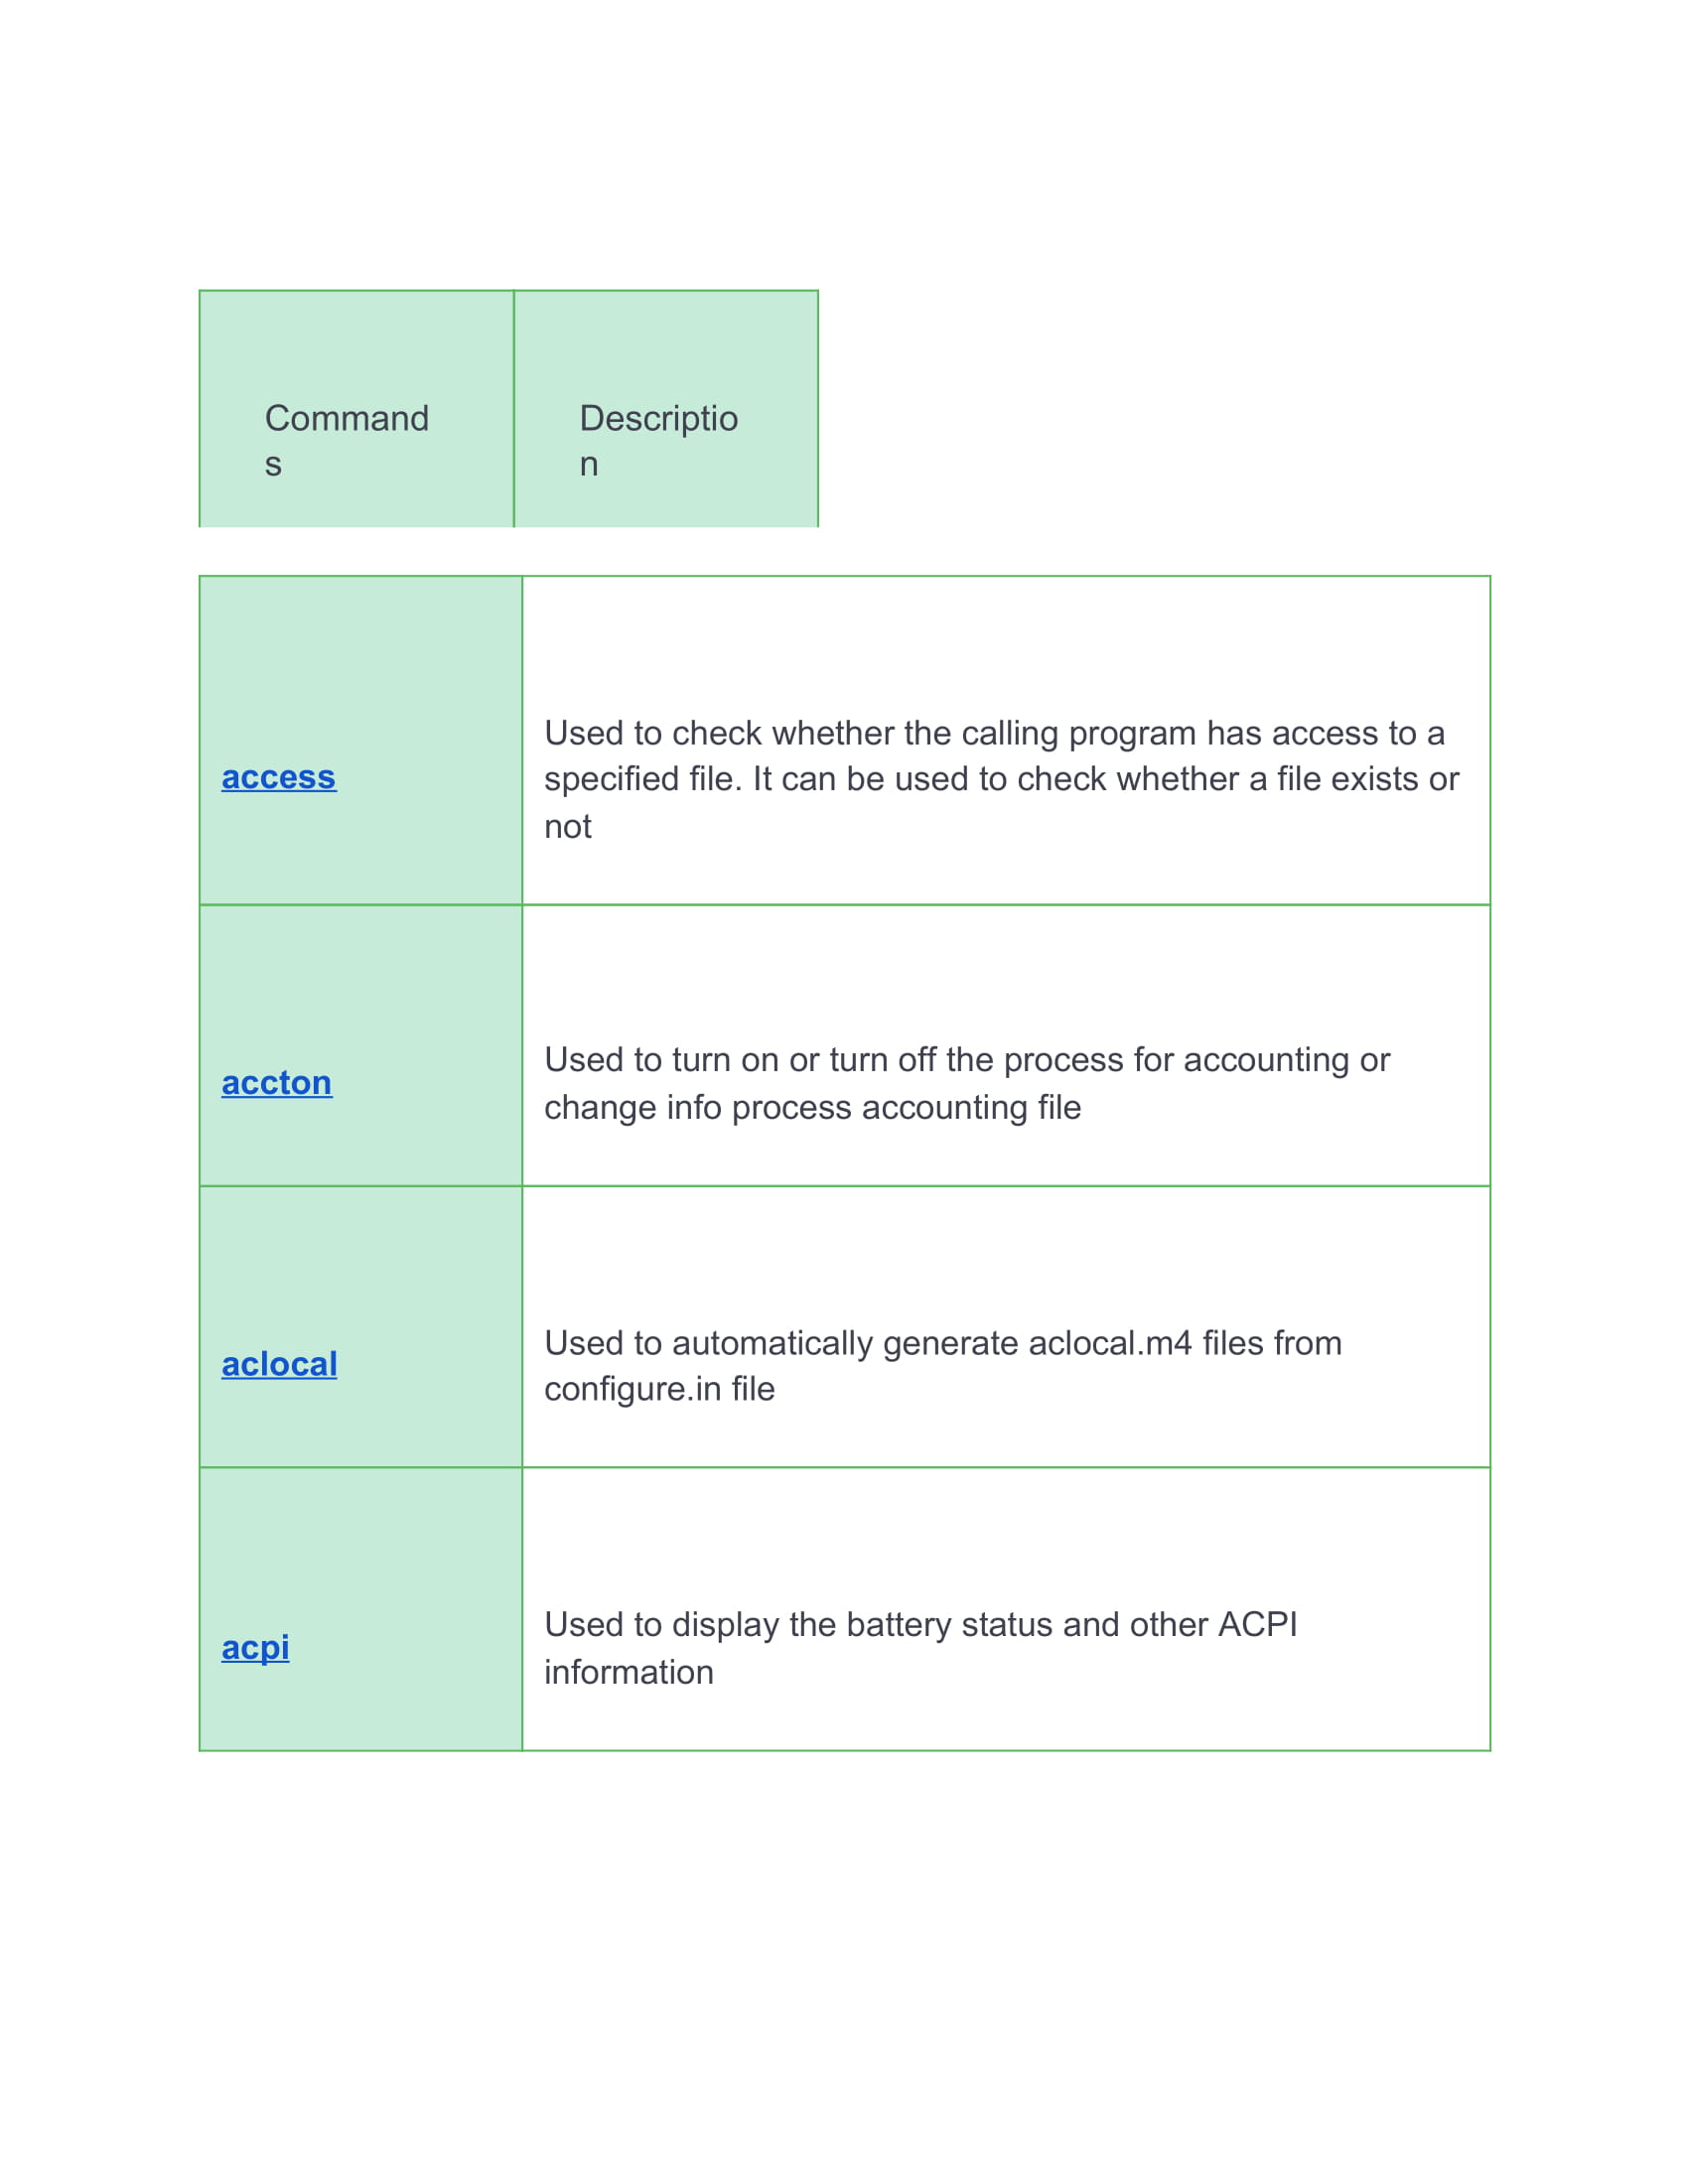 Command
s
Descriptio
n
access
Used to check whether the calling program has access to a
specified file. It can be used to check whether a file exists or
not
accton
Used to turn on or turn off the process for accounting or
change info process accounting file
aclocal
Used to automatically generate aclocal.m4 files from
configure.in file
acpi
Used to display the battery status and other ACPI
information